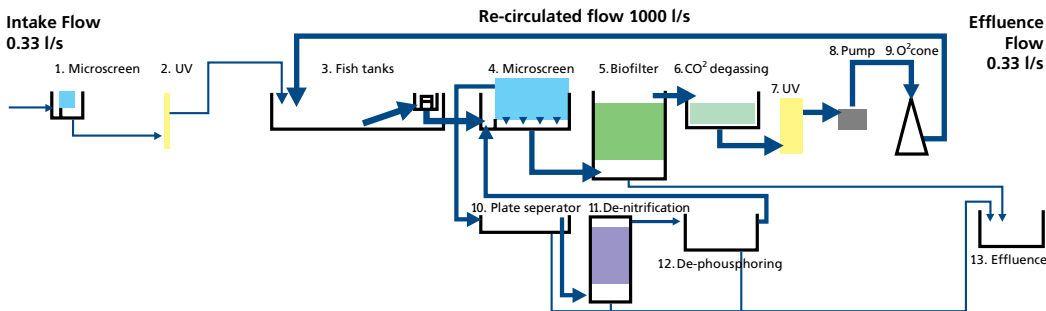 Intake Flow
0.33 l/s
Re-circulated flow 1000 l/s
Effluence
Flow
0.33 l/s
1. Microscreen
2. UV
3. Fish tanks
4. Microscreen
5. Biofilter
6. CO² degassing
7. UV
8. Pump
9. O² cone
10. Plate seperator
11. De-nitrification
12. De-phousphoring
13. Effluence